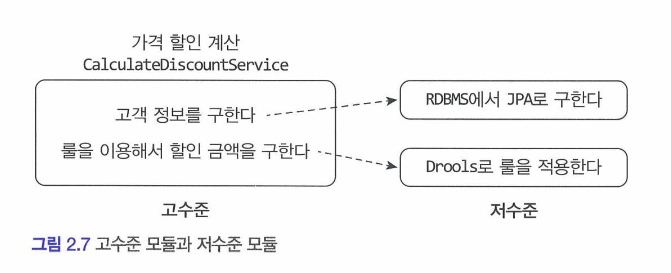 가격 할인 계산
CalculateDiscountService
고객 정보를 구한다
RDBMS에서 JPA로 구한다
룰을 이용해서 할인 금액을 구한다
Drools로 룰을 적용한다
고수준
저수준
그림 2.7 고수준 모듈과 저수준 모듈